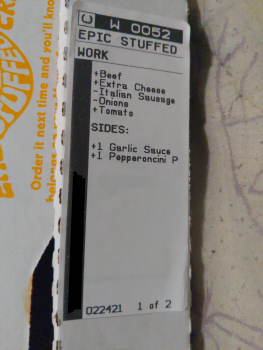 W 0052
EPIC STUFFED
WORK
+Beef
+Extra Cheese
-Italian Sausage
-Onions
+Tomato
SIDES:
+1 Garlic Sauce
+1 Pepperoncini P
022421 1 of 2
STUFFED
Order it next time and you'll